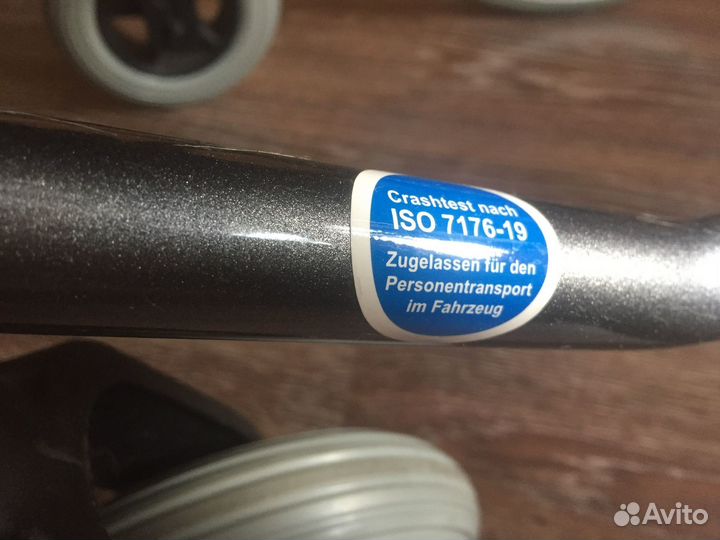 Crashtest nach
ISO 7176-19
Zugelassen für den
Personentransport
im Fahrzeug
Avito